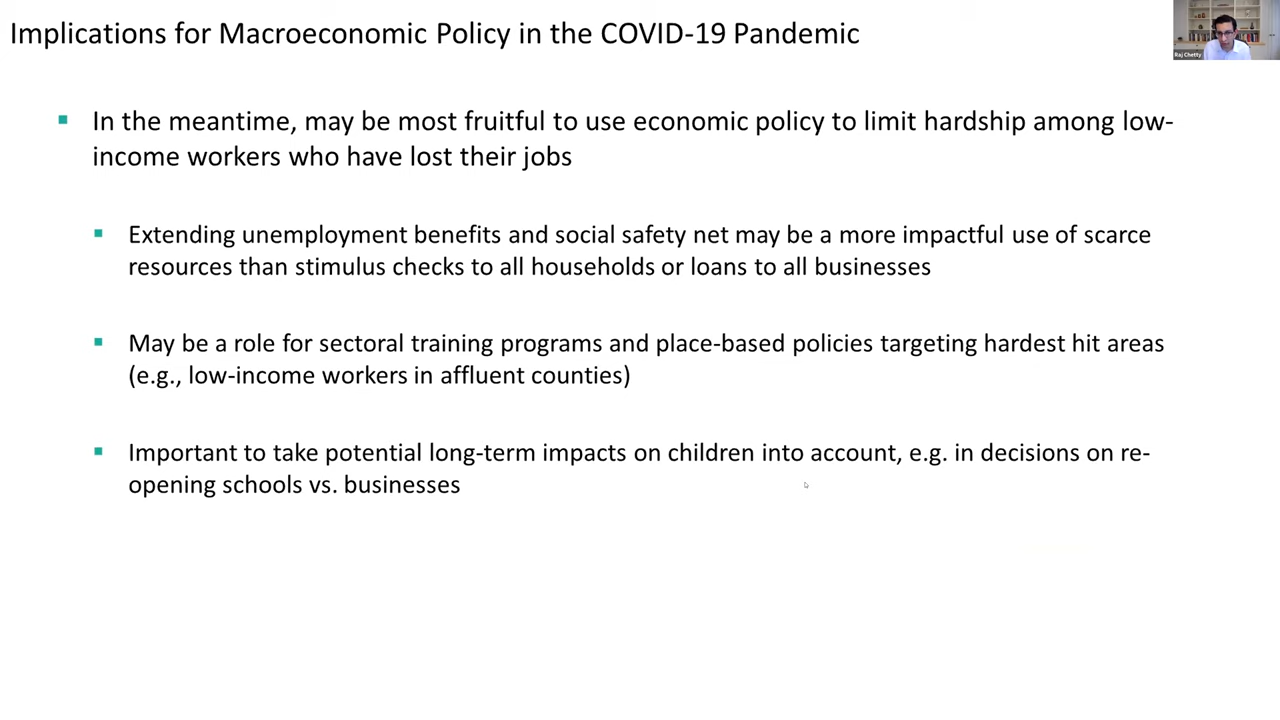 Implications for Macroeconomic Policy in the COVID-19 Pandemic
Raj Chetty
▪ In the meantime, may be most fruitful to use economic policy to limit hardship among low-
income workers who have lost their jobs
▪ Extending unemployment benefits and social safety net may be a more impactful use of scarce
resources than stimulus checks to all households or loans to all businesses
▪ May be a role for sectoral training programs and place-based policies targeting hardest hit areas
(e.g., low-income workers in affluent counties)
▪ Important to take potential long-term impacts on children into account, e.g. in decisions on re-
opening schools vs. businesses